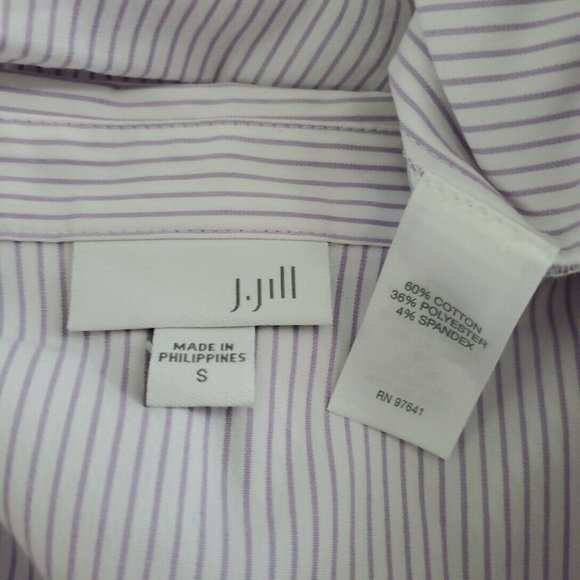 J.Jill
MADE IN
PHILIPPINES
S
60% COTTON
36% POLYESTER
4% SPANDEX
RN 97641